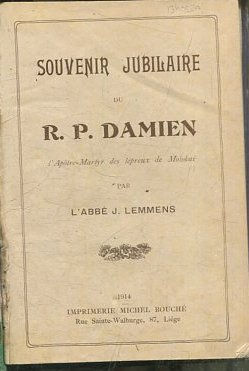 SOUVENIR JUBILAIRE
DU
R. P. DAMIEN
l'Apôtre-Martyr des lépreux de Molokaï
PAR
L'ABBÉ J. LEMMENS
1914
IMPRIMERIE MICHEL BOUCHÉ
Rue Sainte-Walburge, 87, Liége